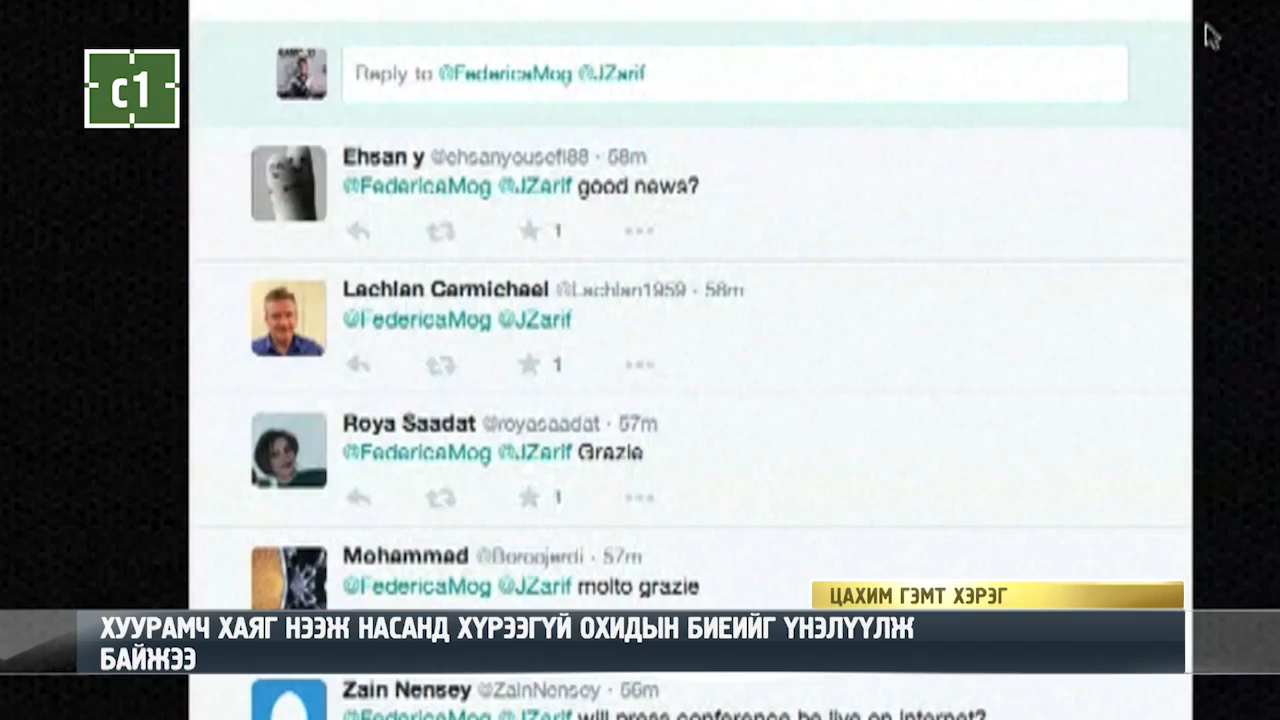 c1
Reply to @FedericaMog @JZarif
Ehsan y @ehsanyousefi88 · 58m
@FedericaMog @JZarif good news?
1
Lachlan Carmichael @Lachlan1959 · 58m
@FedericaMog @JZarif
1
Roya Saadat @royasaadat · 57m
@FedericaMog @JZarif Grazie
1
Mohammad @Boroojerdi · 57m
@FedericaMog @JZarif molto grazie
ЦАХИМ ГЭМТ ХЭРЭГ
ХУУРАМЧ ХАЯГ НЭЭЖ НАСАНД ХҮРЭЭГҮЙ ОХИДЫН БИЕИЙГ ҮНЭЛҮҮЛЖ
БАЙЖЭЭ
Zain Nensey @ZainNensey · 56m
@FedericaMog @JZarif will press conference be live on internet?